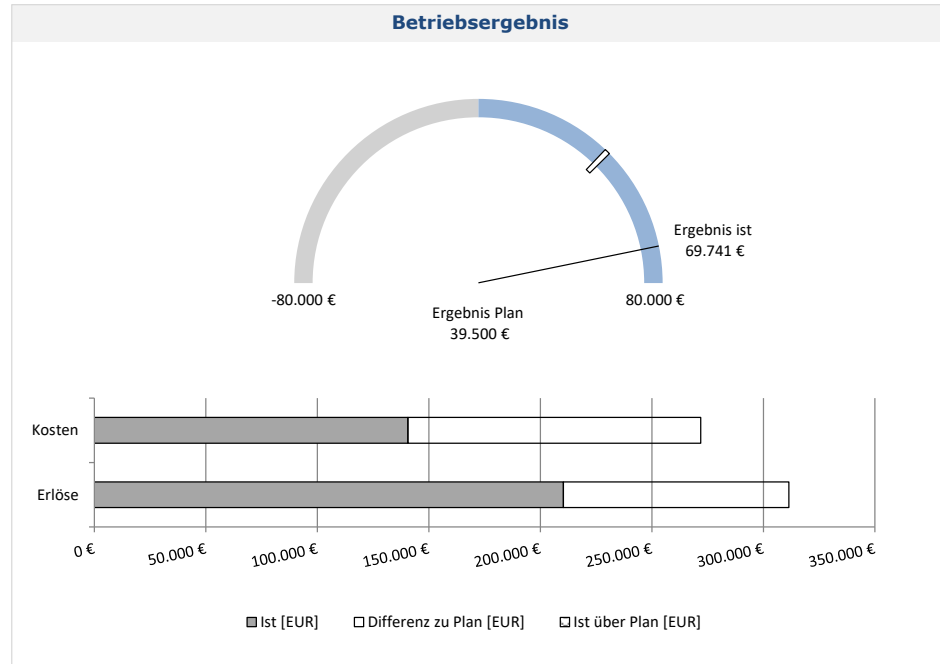 Betriebsergebnis
Ergebnis ist
69.741 €
-80.000 €
80.000 €
Ergebnis Plan
39.500 €
Kosten
Erlöse
0 €
50.000 €
100.000 €
150.000 €
200.000 €
250.000 €
300.000 €
350.000 €
Ist [EUR]
Differenz zu Plan [EUR]
Ist über Plan [EUR]